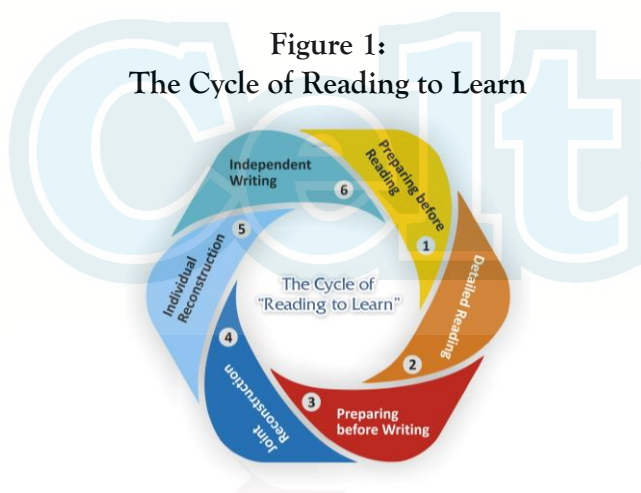 Figure 1:
The Cycle of Reading to Learn
Preparing before
Reading
1
Detailed Reading
2
3
Preparing
before Writing
4
Joint
Reconstruction
5
Individual
Reconstruction
Independent
Writing
6
The Cycle of
"Reading to Learn"
Celt